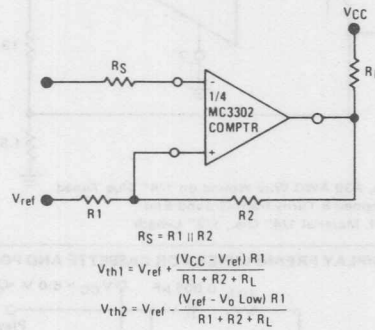 VCC
RS
R
1/4
MC3302
COMPTR
Vref
R1
R2
RS = R1 || R2
Vth1 = Vref + (VCC - Vref) R1
R1 + R2 + RL
Vth2 = Vref - (Vref - VO Low) R1
R1 + R2 + RL